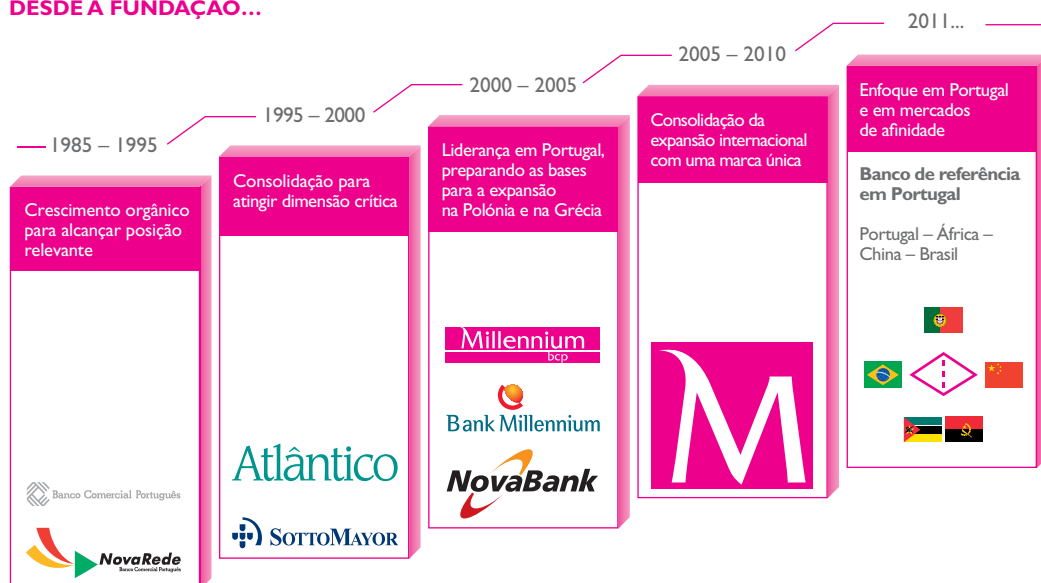 DESDE A FUNDAÇÃO...
1985 – 1995
Crescimento orgânico
para alcançar posição
relevante
Banco Comercial Português
NovaRede
Banco Comercial Português
1995 – 2000
Consolidação para
atingir dimensão crítica
Atlântico
SOTTOMAYOR
2000 – 2005
Liderança em Portugal,
preparando as bases
para a expansão
na Polónia e na Grécia
Millennium
bcp
Bank Millennium
NovaBank
2005 – 2010
Consolidação da
expansão internacional
com uma marca única
M
2011...
Enfoque em Portugal
e em mercados
de afinidade
Banco de referência
em Portugal
Portugal – África –
China – Brasil